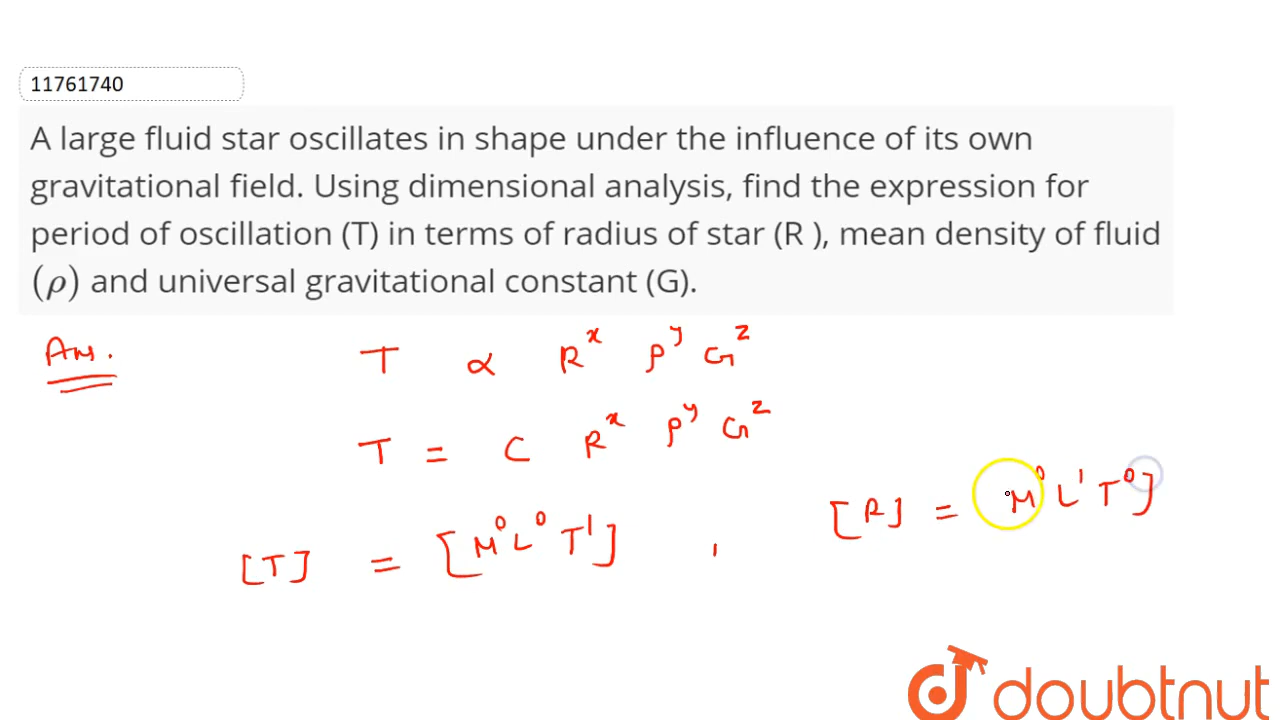 11761740
A large fluid star oscillates in shape under the influence of its own
gravitational field. Using dimensional analysis, find the expression for
period of oscillation (T) in terms of radius of star (R ), mean density of fluid
(ρ) and universal gravitational constant (G).
Ans.
T ∝ R^x ρ^y G^z
T = C R^x ρ^y G^z
[T] = [M^0 L^0 T^1] , [R] = M^0 L^1 T^0]
doubtnut